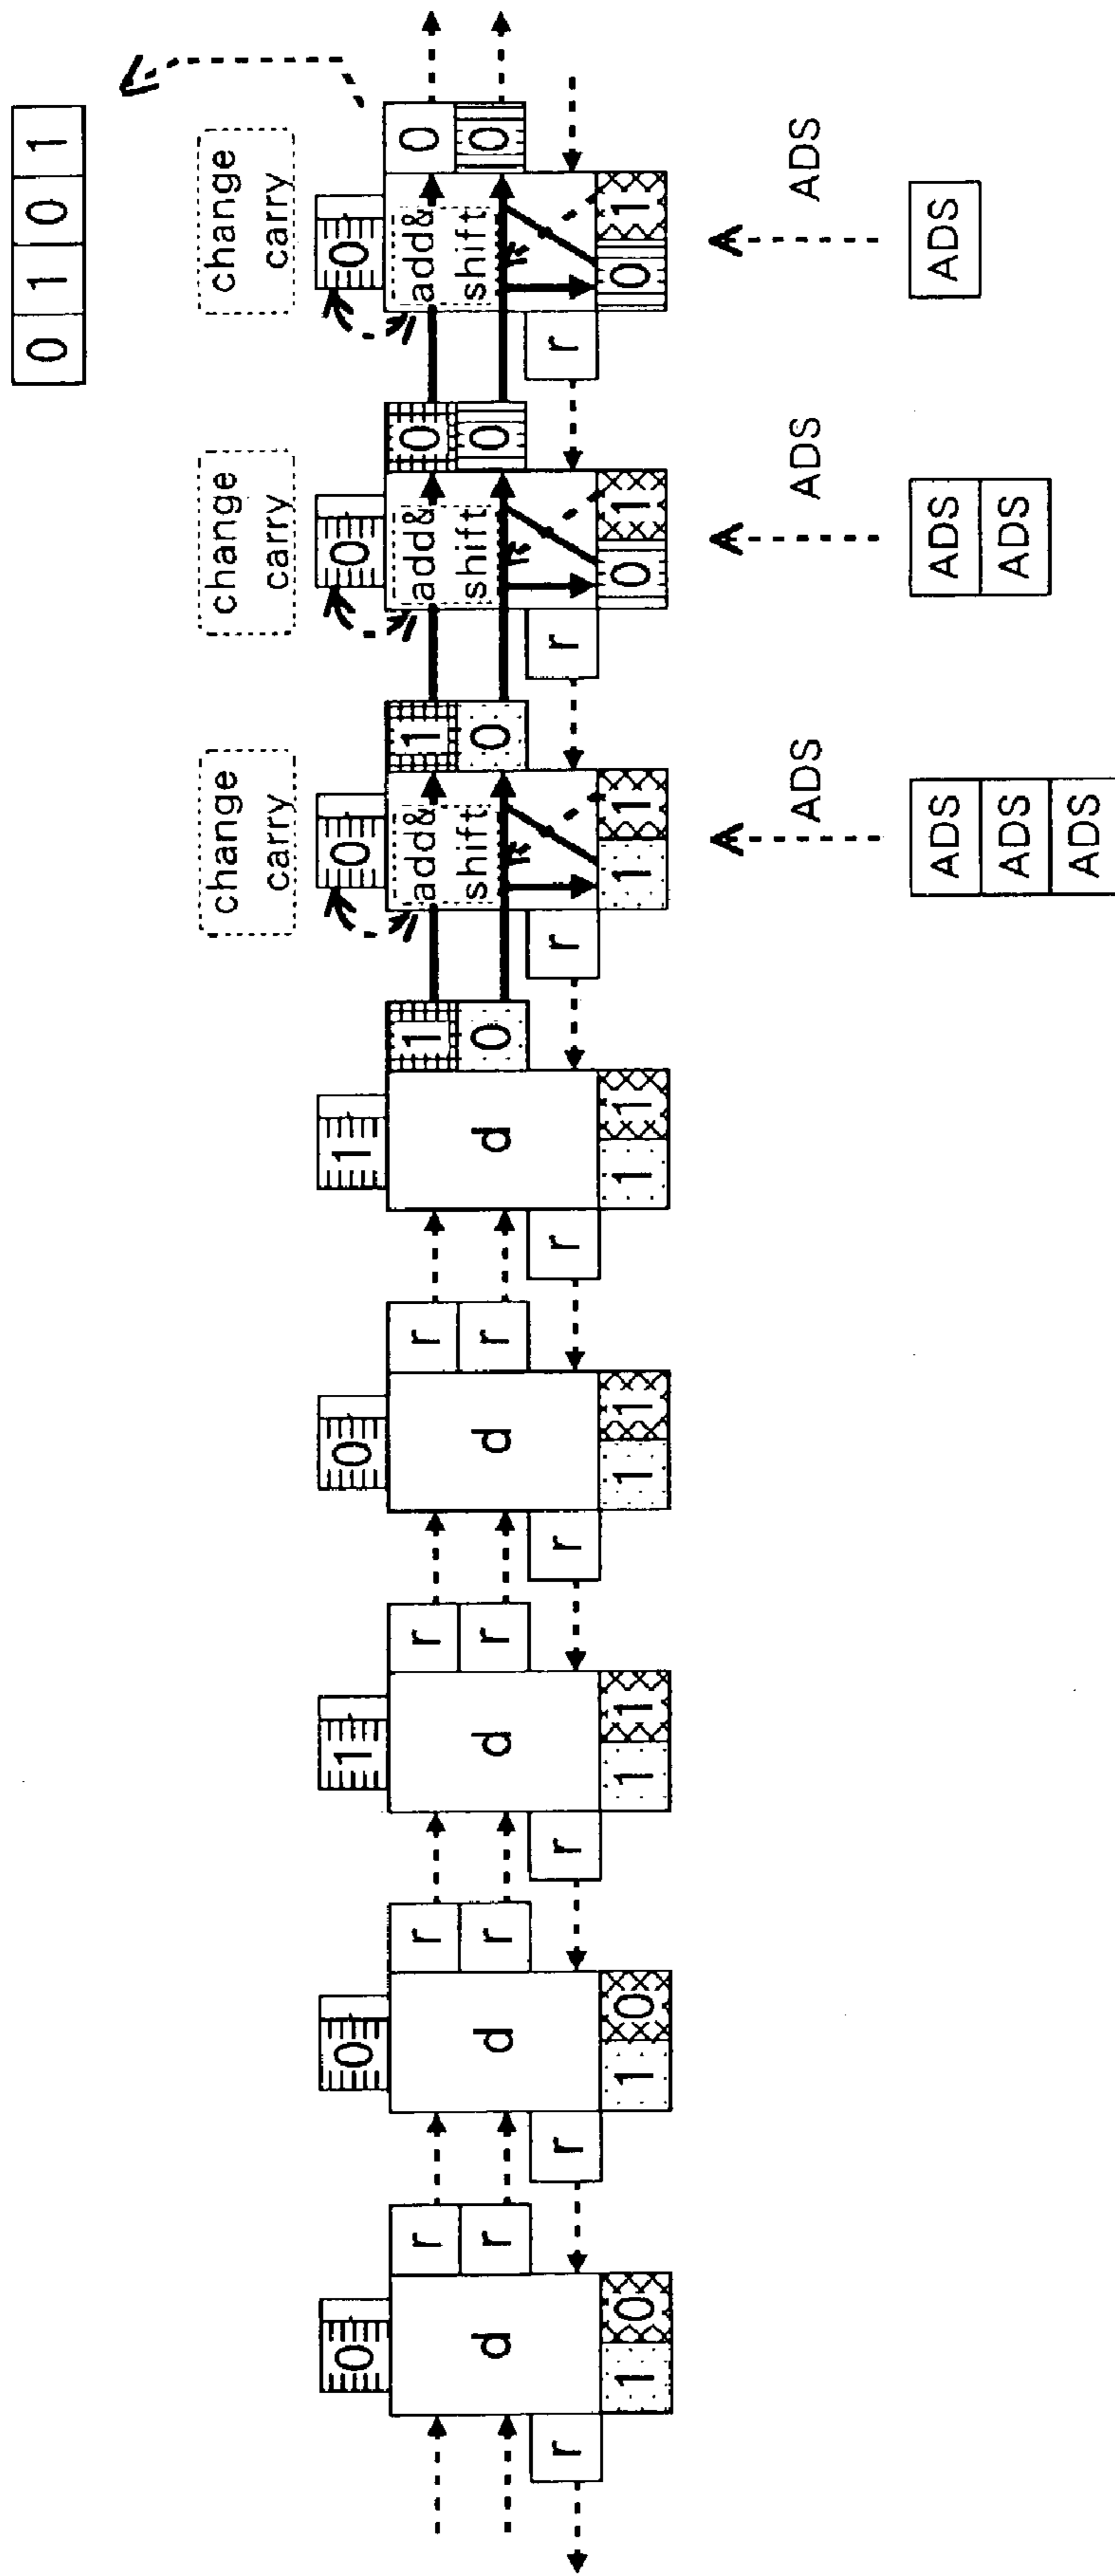 0 1 0 1
change change change
carry carry carry
0 0 1 0 1 0 0 0
r r r r 1 add& 1 add& 0 add& 0
d r d r d r d r d 0 shift 0 shift 0 shift 0
r r r r r r r r
1 0 1 0 1 1 1 1 1 1 1 1 0 1 0 1
ADS ADS ADS
ADS ADS ADS
ADS ADS
ADS